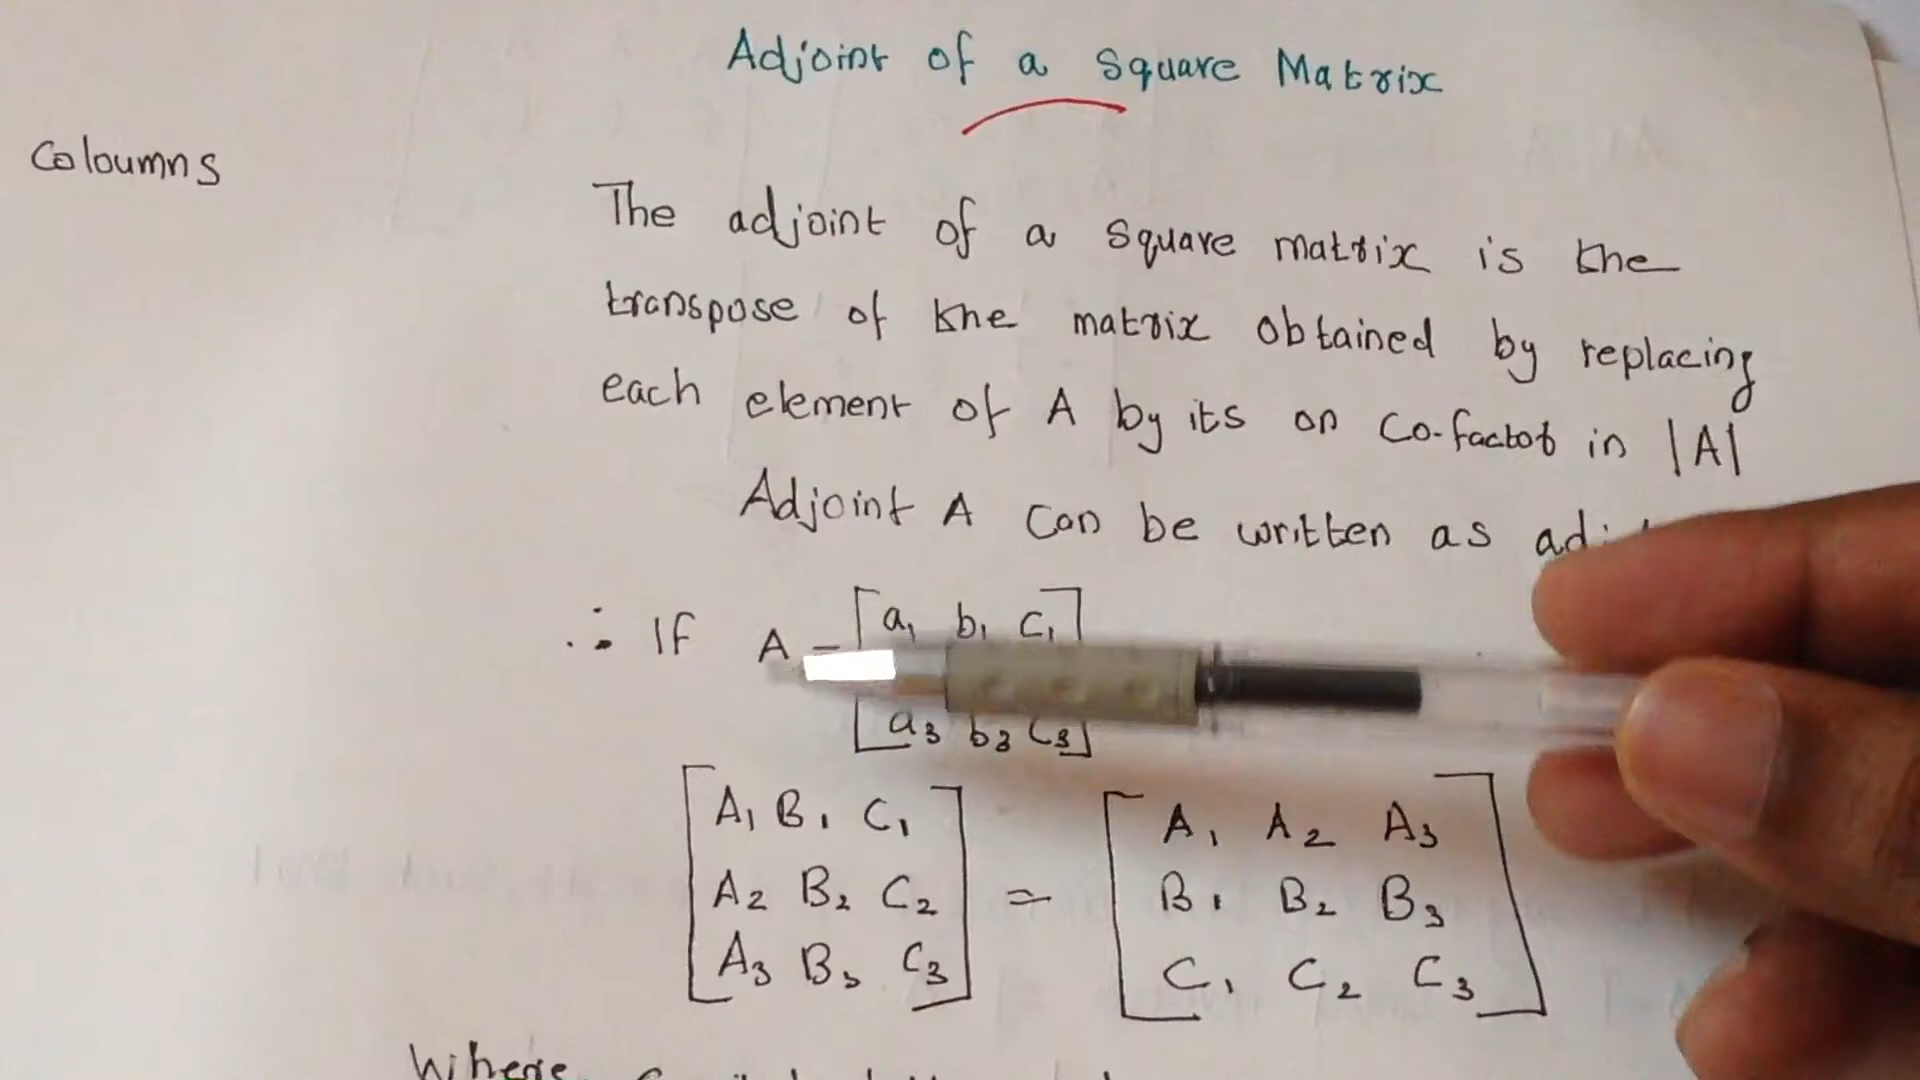 Adjoint of a Square Matrix
Coloumns
The adjoint of a square matrix is the
transpose of the matrix obtained by replacing
each element of A by its on Co-factor in |A|
Adjoint A can be written as
∴ If A = [a₁ b₁ c₁]
[a₃ b₃ c₃]
[A₁ B₁ C₁] [A₁ A₂ A₃]
[A₂ B₂ C₂] = [B₁ B₂ B₃]
[A₃ B₃ C₃] [C₁ C₂ C₃]
Where